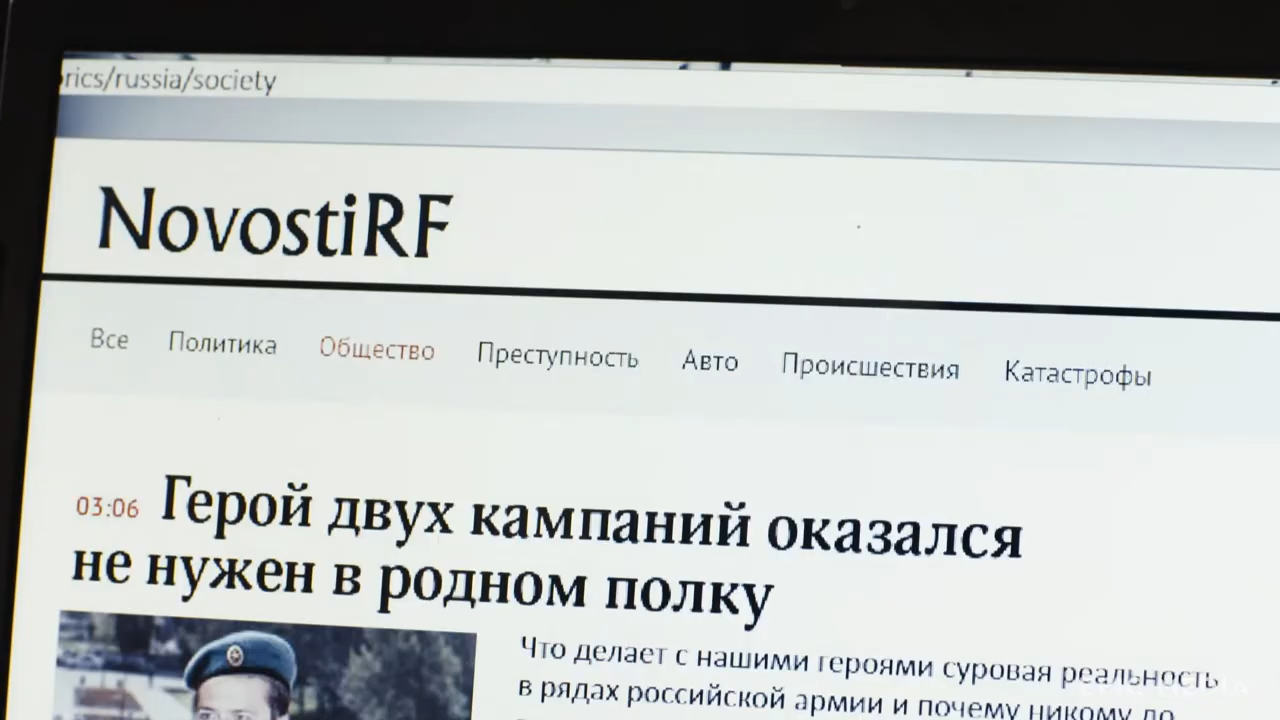 rics/russia/society
NovostiRF
Все Политика Общество Преступность Авто Происшествия Катастрофы
03:06 Герой двух кампаний оказался
не нужен в родном полку
Что делает с нашими героями суровая реальность
в рядах российской армии и почему никому до